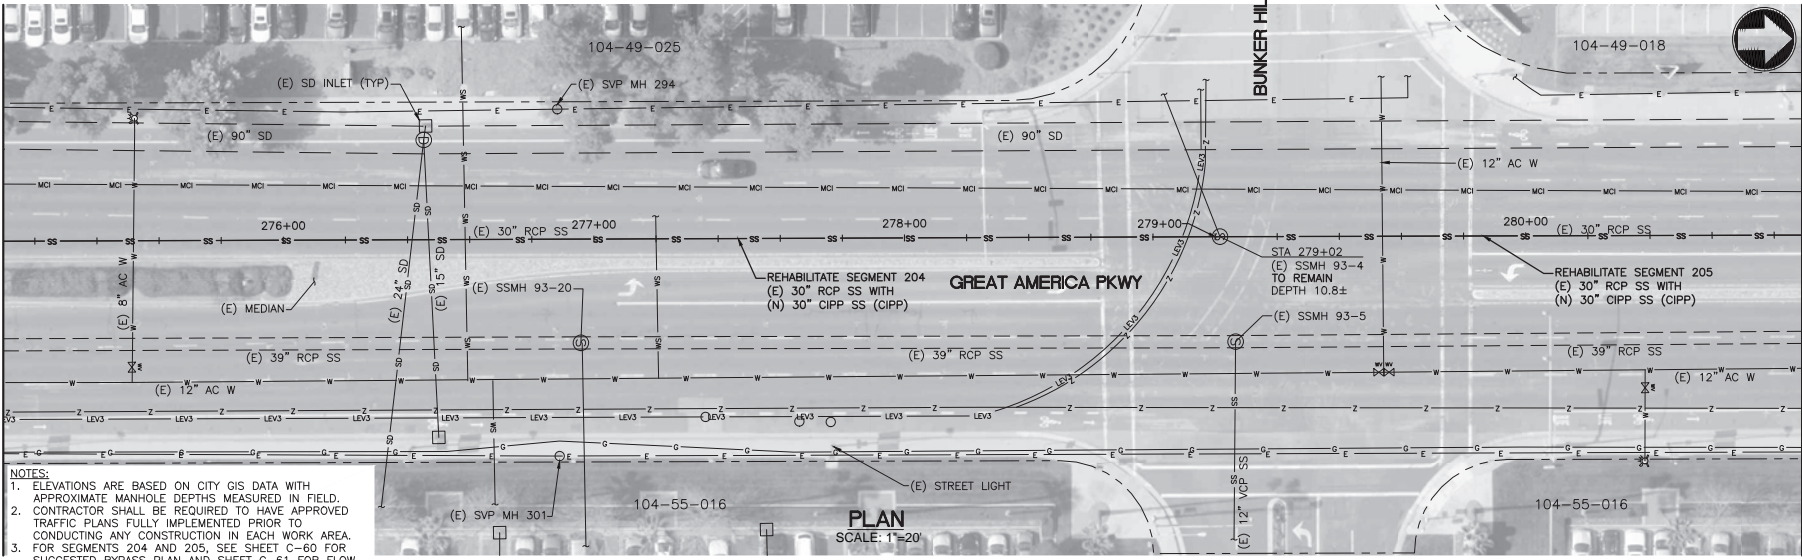 104-49-025
BUNKER HIL
104-49-018
(E) SD INLET (TYP)
(E) SVP MH 294
(E) 90" SD
(E) 90" SD
(E) 12" AC W
276+00
277+00
278+00
279+00
280+00
(E) 30" RCP SS
(E) 30" RCP SS
STA 279+02
(E) SSMH 93-4
TO REMAIN
DEPTH 10.8±
REHABILITATE SEGMENT 204
(E) 30" RCP SS WITH
(N) 30" CIPP SS (CIPP)
GREAT AMERICA PKWY
REHABILITATE SEGMENT 205
(E) 30" RCP SS WITH
(N) 30" CIPP SS (CIPP)
(E) 8" AC W
(E) MEDIAN
(E) 24" SD
(E) 15" SD
(E) SSMH 93-20
(E) SSMH 93-5
(E) 39" RCP SS
(E) 39" RCP SS
(E) 39" RCP SS
(E) 12" AC W
(E) 12" AC W
(E) STREET LIGHT
(E) SVP MH 301
104-55-016
(E) 12" VCP SS
104-55-016
PLAN
SCALE: 1"=20'
NOTES:
1. ELEVATIONS ARE BASED ON CITY GIS DATA WITH
APPROXIMATE MANHOLE DEPTHS MEASURED IN FIELD.
2. CONTRACTOR SHALL BE REQUIRED TO HAVE APPROVED
TRAFFIC PLANS FULLY IMPLEMENTED PRIOR TO
CONDUCTING ANY CONSTRUCTION IN EACH WORK AREA.
3. FOR SEGMENTS 204 AND 205, SEE SHEET C-60 FOR
SUGGESTED BYPASS PLAN AND SHEET C-61 FOR FLOW